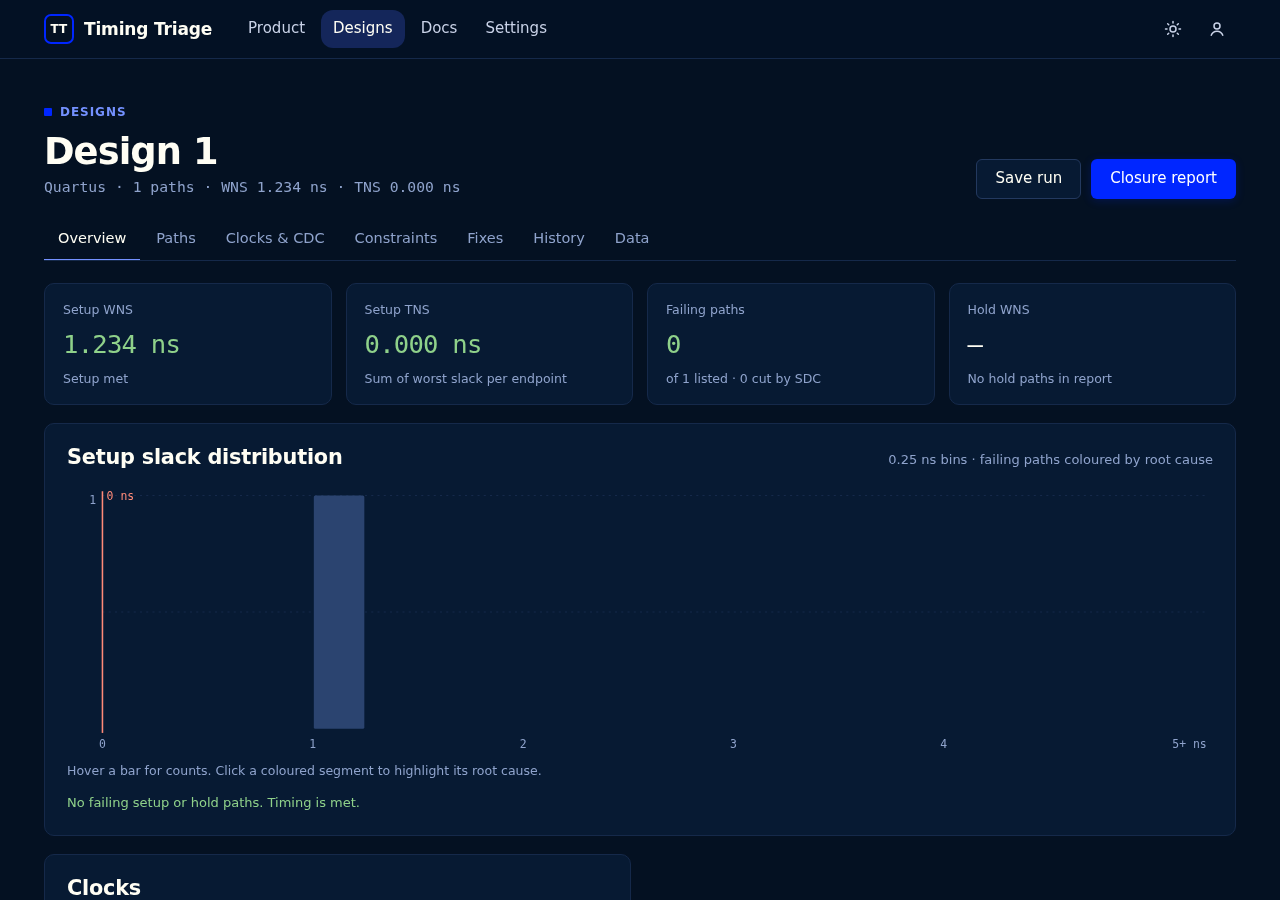 TT Timing Triage Product Designs Docs Settings
DESIGNS
Design 1
Quartus · 1 paths · WNS 1.234 ns · TNS 0.000 ns
Save run Closure report
Overview Paths Clocks & CDC Constraints Fixes History Data
Setup WNS
1.234 ns
Setup met
Setup TNS
0.000 ns
Sum of worst slack per endpoint
Failing paths
0
of 1 listed · 0 cut by SDC
Hold WNS
—
No hold paths in report
Setup slack distribution
0.25 ns bins · failing paths coloured by root cause
1 0 ns
0 1 2 3 4 5+ ns
Hover a bar for counts. Click a coloured segment to highlight its root cause.
No failing setup or hold paths. Timing is met.
Clocks